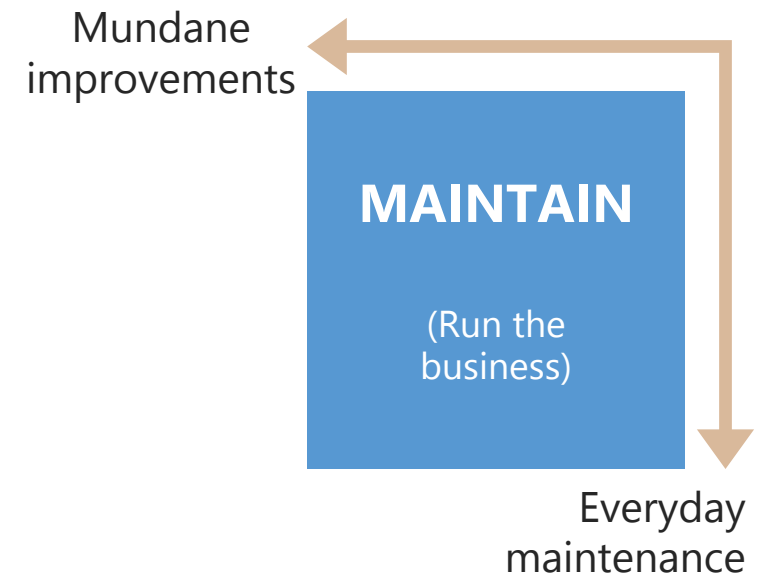 Mundane
improvements
MAINTAIN
(Run the
business)
Everyday
maintenance